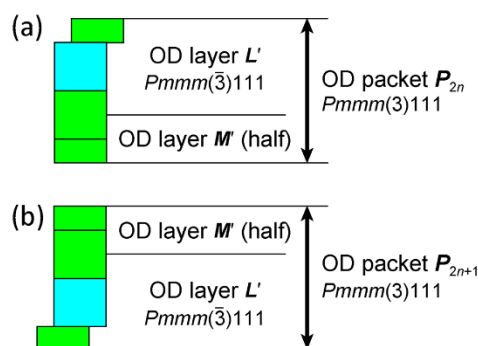 (a)
OD layer L'
Pmmm(3̅)111
OD layer M' (half)
OD packet P₂ₙ
Pmmm(3)111
(b)
OD layer M' (half)
OD layer L'
Pmmm(3̅)111
OD packet P₂ₙ₊₁
Pmmm(3)111